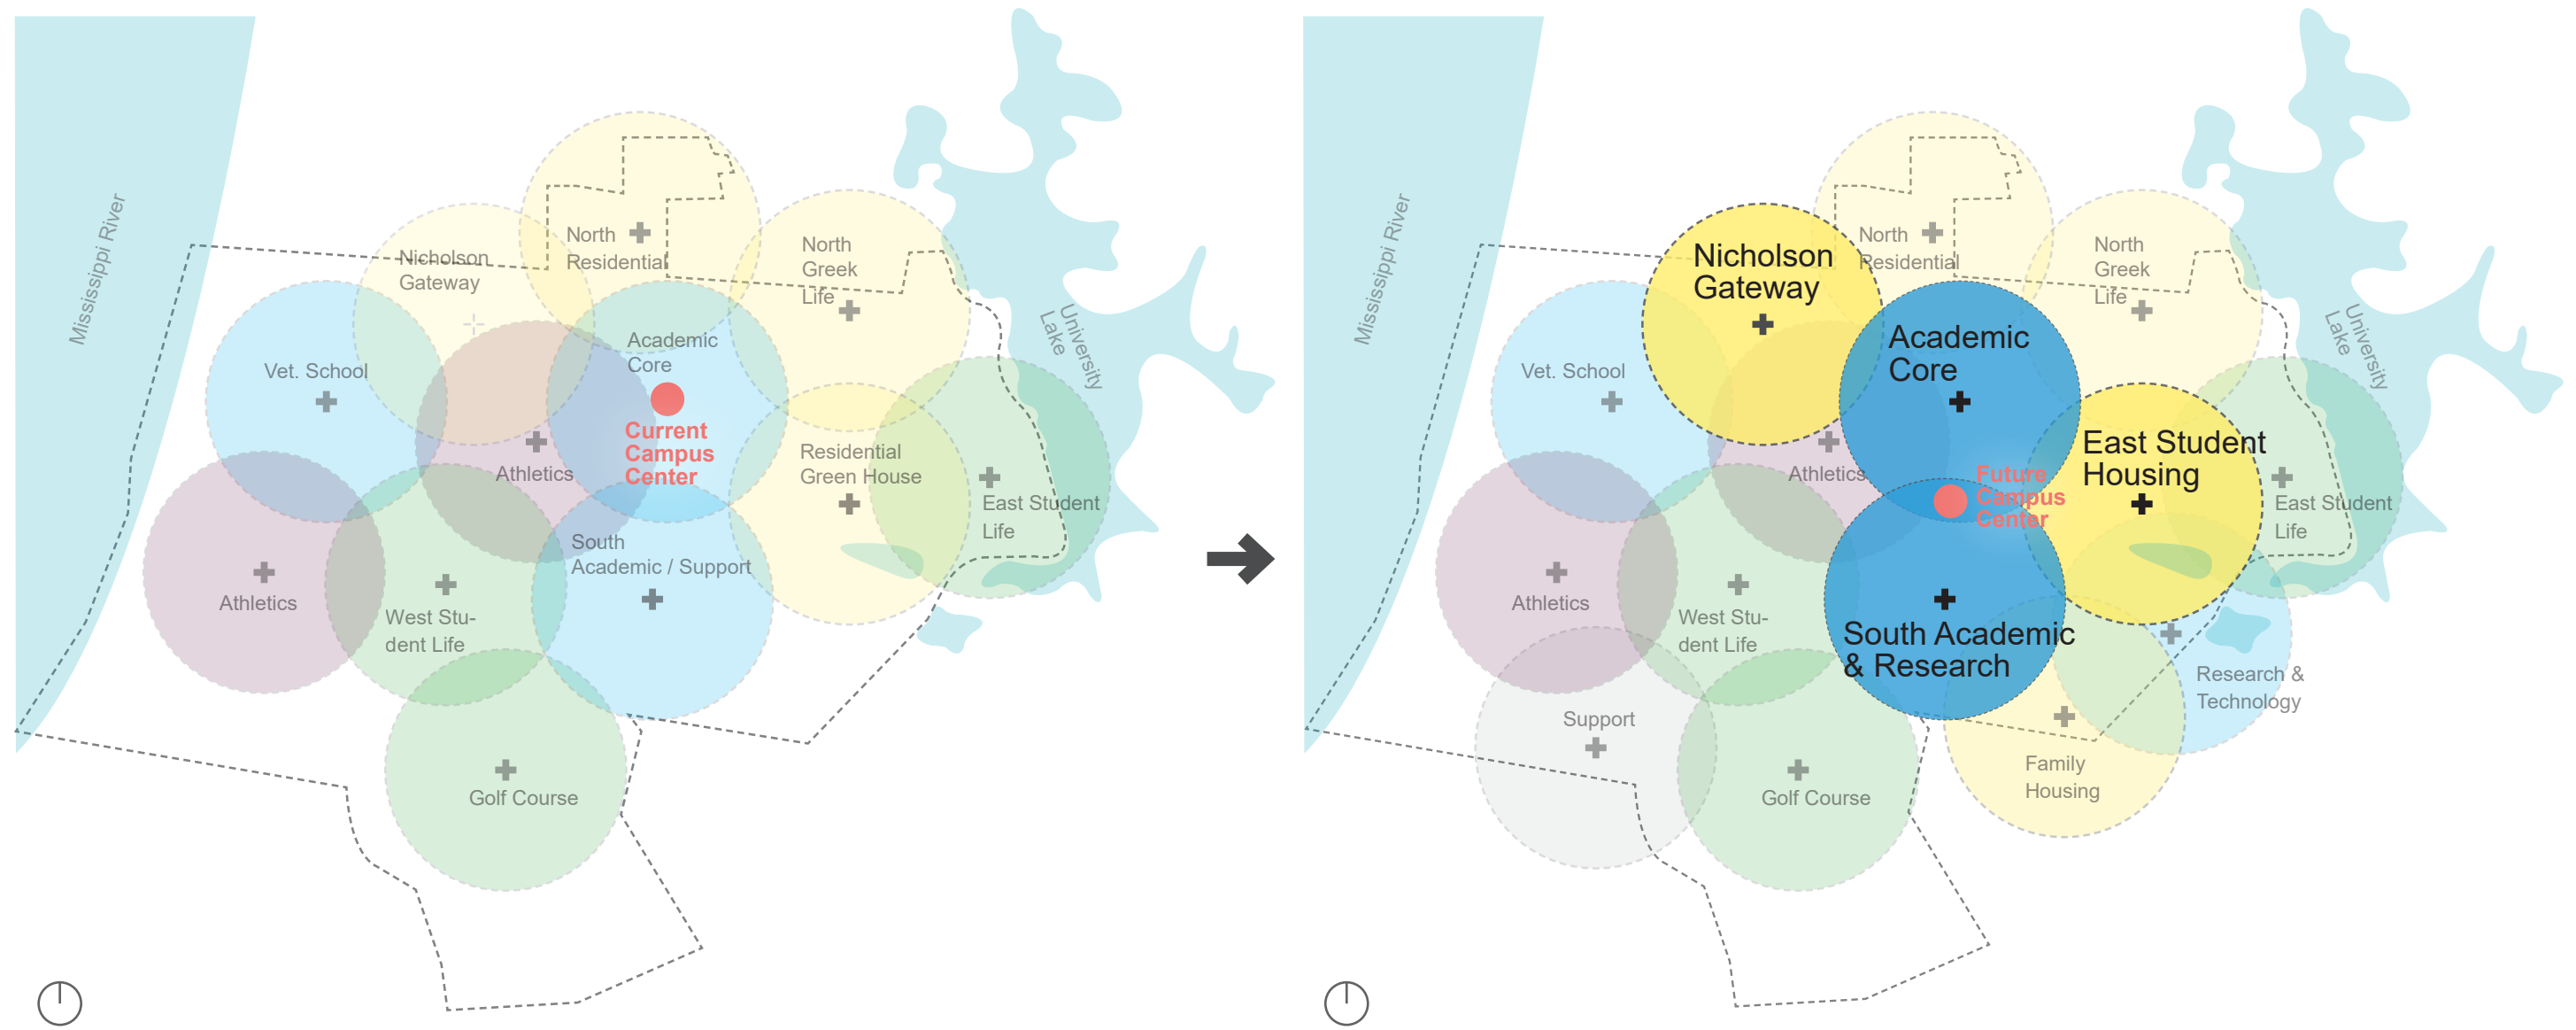 Mississippi River
Nicholson
Gateway
North
Residential
North
Greek
Life
University
Lake
Vet. School
Academic
Core
Current
Campus
Center
Athletics
Residential
Green House
East Student
Life
South
Academic / Support
Athletics
West Stu-
dent Life
Golf Course
Mississippi River
Nicholson
Gateway
North
Residential
North
Greek
Life
University
Lake
Vet. School
Academic
Core
Athletics
Future
Campus
Center
East Student
Housing
East Student
Life
Athletics
West Stu-
dent Life
South Academic
& Research
Research &
Technology
Support
Golf Course
Family
Housing